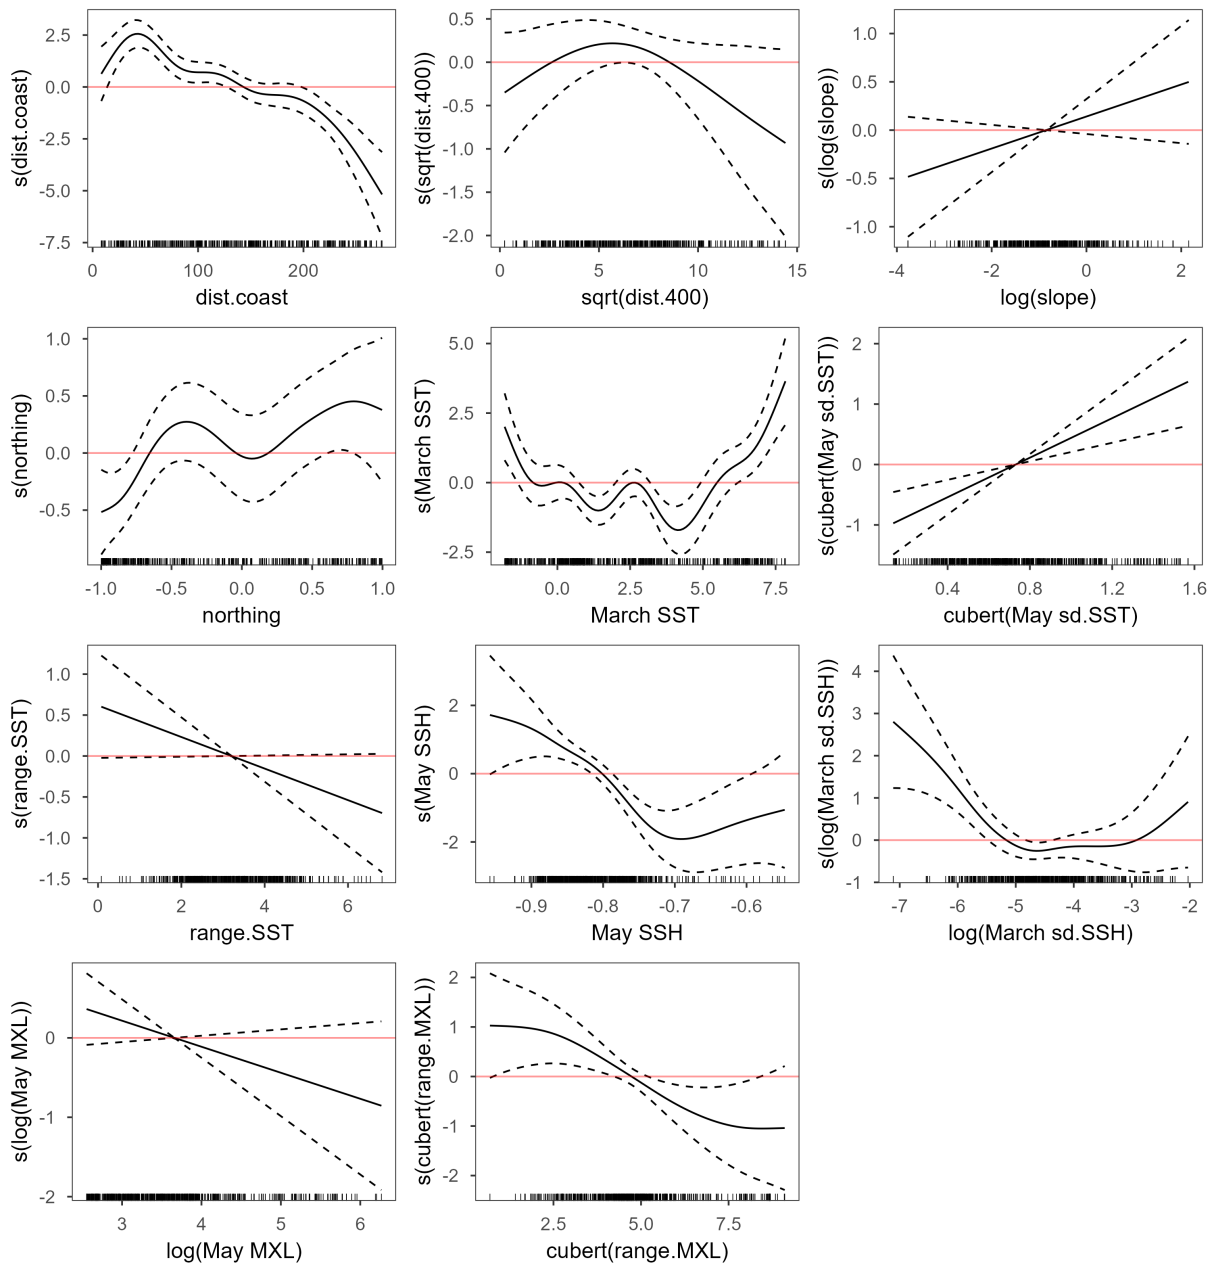 s(dist.coast)
2.5
0.0
-2.5
-5.0
-7.5
0 100 200
dist.coast
s(sqrt(dist.400))
0.5
0.0
-0.5
-1.0
-1.5
-2.0
0 5 10 15
sqrt(dist.400)
s(log(slope))
1.0
0.5
0.0
-0.5
-1.0
-4 -2 0 2
log(slope)
s(northing)
1.0
0.5
0.0
-0.5
-1.0 -0.5 0.0 0.5 1.0
northing
s(March SST)
5.0
2.5
0.0
-2.5
0.0 2.5 5.0 7.5
March SST
s(cubert(May sd.SST))
2
1
0
-1
0.4 0.8 1.2 1.6
cubert(May sd.SST)
s(range.SST)
1.0
0.5
0.0
-0.5
-1.0
-1.5
0 2 4 6
range.SST
s(May SSH)
2
0
-2
-0.9 -0.8 -0.7 -0.6
May SSH
s(log(March sd.SSH))
4
3
2
1
0
-1
-7 -6 -5 -4 -3 -2
log(March sd.SSH)
s(log(May MXL))
0
-1
-2
3 4 5 6
log(May MXL)
s(cubert(range.MXL))
2
1
0
-1
-2
2.5 5.0 7.5
cubert(range.MXL)